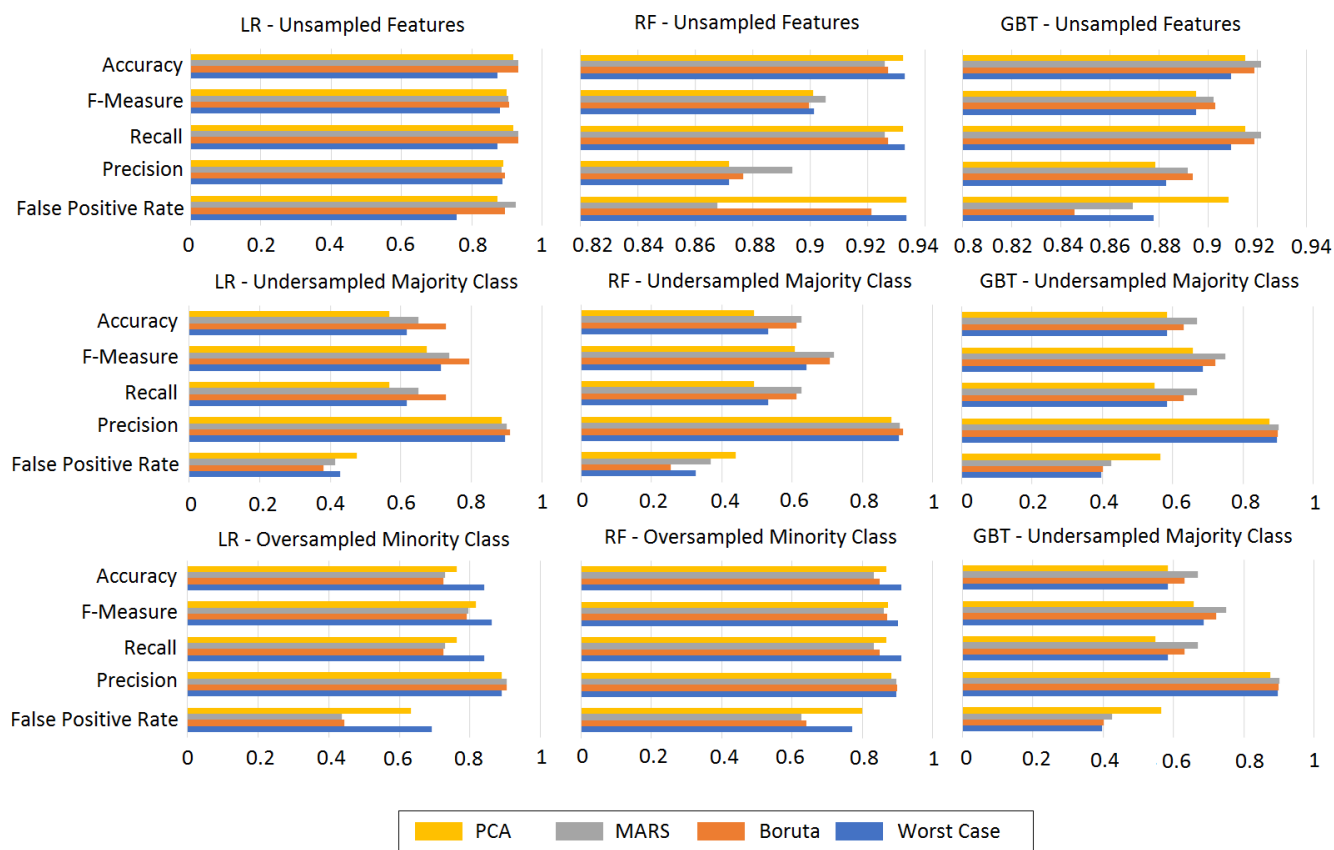 LR - Unsampled Features
RF - Unsampled Features
GBT - Unsampled Features
Accuracy
F-Measure
Recall
Precision
False Positive Rate
0 0.2 0.4 0.6 0.8 1
0.82 0.84 0.86 0.88 0.9 0.92 0.94
0.8 0.82 0.84 0.86 0.88 0.9 0.92 0.94
LR - Undersampled Majority Class
RF - Undersampled Majority Class
GBT - Undersampled Majority Class
Accuracy
F-Measure
Recall
Precision
False Positive Rate
0 0.2 0.4 0.6 0.8 1
0 0.2 0.4 0.6 0.8 1
0 0.2 0.4 0.6 0.8 1
LR - Oversampled Minority Class
RF - Oversampled Minority Class
GBT - Unsampled Majority Class
Accuracy
F-Measure
Recall
Precision
False Positive Rate
0 0.2 0.4 0.6 0.8 1
0 0.2 0.4 0.6 0.8 1
0 0.2 0.4 0.6 0.8 1
PCA MARS Boruta Worst Case